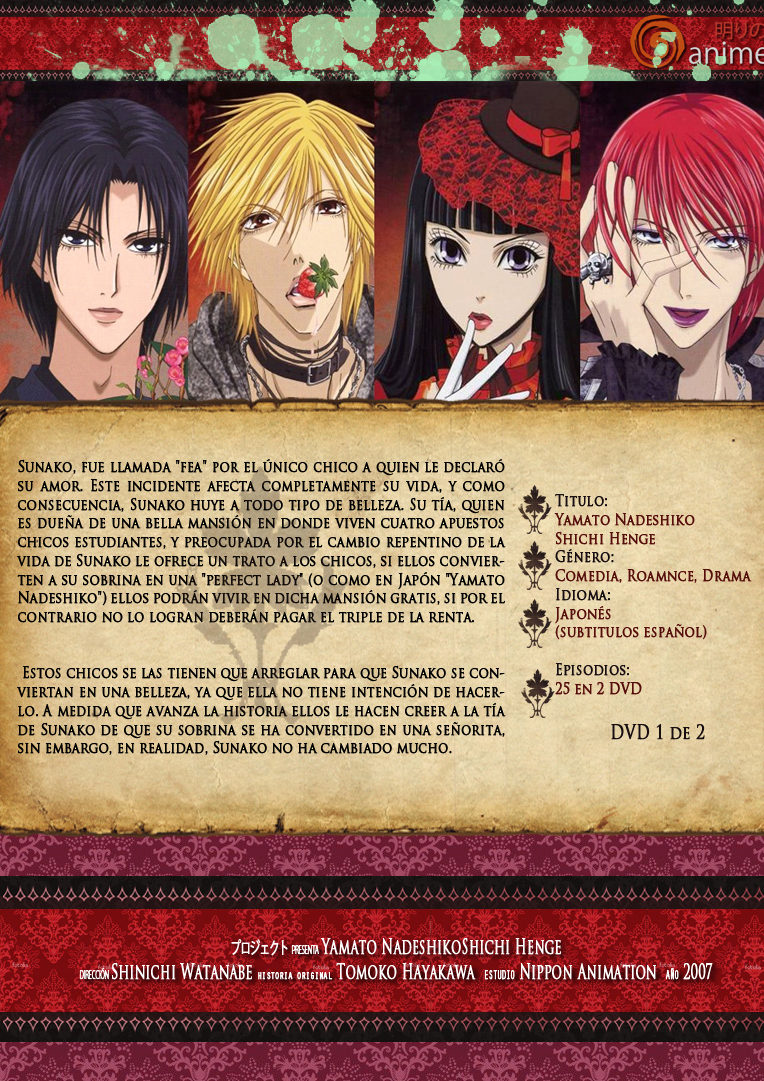 明りの
anime
SUNAKO, FUE LLAMADA "FEA" POR EL ÚNICO CHICO A QUIEN LE DECLARÓ
SU AMOR. ESTE INCIDENTE AFECTA COMPLETAMENTE SU VIDA, Y COMO
CONSECUENCIA, SUNAKO HUYE A TODO TIPO DE BELLEZA. SU TÍA, QUIEN
ES DUEÑA DE UNA BELLA MANSIÓN EN DONDE VIVEN CUATRO APUESTOS
CHICOS ESTUDIANTES, Y PREOCUPADA POR EL CAMBIO REPENTINO DE LA
VIDA DE SUNAKO LE OFRECE UN TRATO A LOS CHICOS, SI ELLOS CONVIER-
TEN A SU SOBRINA EN UNA "PERFECT LADY" (O COMO EN JAPÓN "YAMATO
NADESHIKO") ELLOS PODRÁN VIVIR EN DICHA MANSIÓN GRATIS, SI POR EL
CONTRARIO NO LO LOGRAN DEBERÁN PAGAR EL TRIPLE DE LA RENTA.
ESTOS CHICOS SE LAS TIENEN QUE ARREGLAR PARA QUE SUNAKO SE CON-
VIERTAN EN UNA BELLEZA, YA QUE ELLA NO TIENE INTENCIÓN DE HACER-
LO. A MEDIDA QUE AVANZA LA HISTORIA ELLOS LE HACEN CREER A LA TÍA
DE SUNAKO DE QUE SU SOBRINA SE HA CONVERTIDO EN UNA SEÑORITA,
SIN EMBARGO, EN REALIDAD, SUNAKO NO HA CAMBIADO MUCHO.
TITULO:
YAMATO NADESHIKO
SHICHI HENGE
GÉNERO:
COMEDIA, ROAMNCE, DRAMA
IDIOMA:
JAPONÉS
(SUBTITULOS ESPAÑOL)
EPISODIOS:
25 EN 2 DVD
DVD 1 DE 2
プロジェクト PRESENTA YAMATO NADESHIKOSHICHI HENGE
DIRECCIÓN SHINICHI WATANABE HISTORIA ORIGINAL TOMOKO HAYAKAWA ESTUDIO NIPPON ANIMATION AÑO 2007